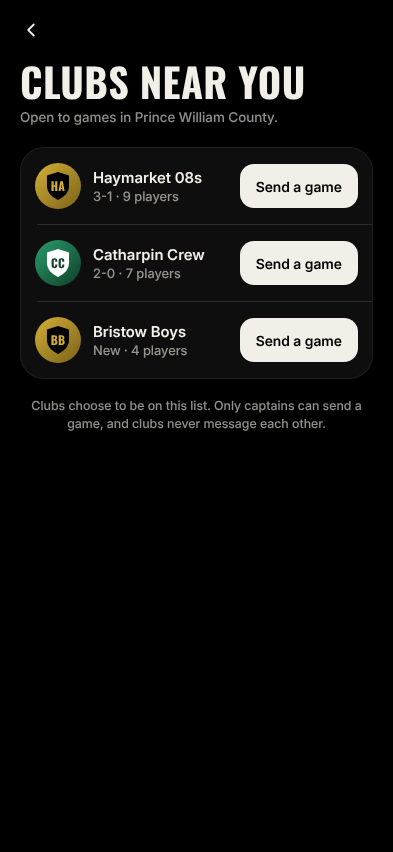 CLUBS NEAR YOU
Open to games in Prince William County.
HA
Haymarket 08s
3-1 · 9 players
Send a game
CC
Catharpin Crew
2-0 · 7 players
Send a game
BB
Bristow Boys
New · 4 players
Send a game
Clubs choose to be on this list. Only captains can send a
game, and clubs never message each other.